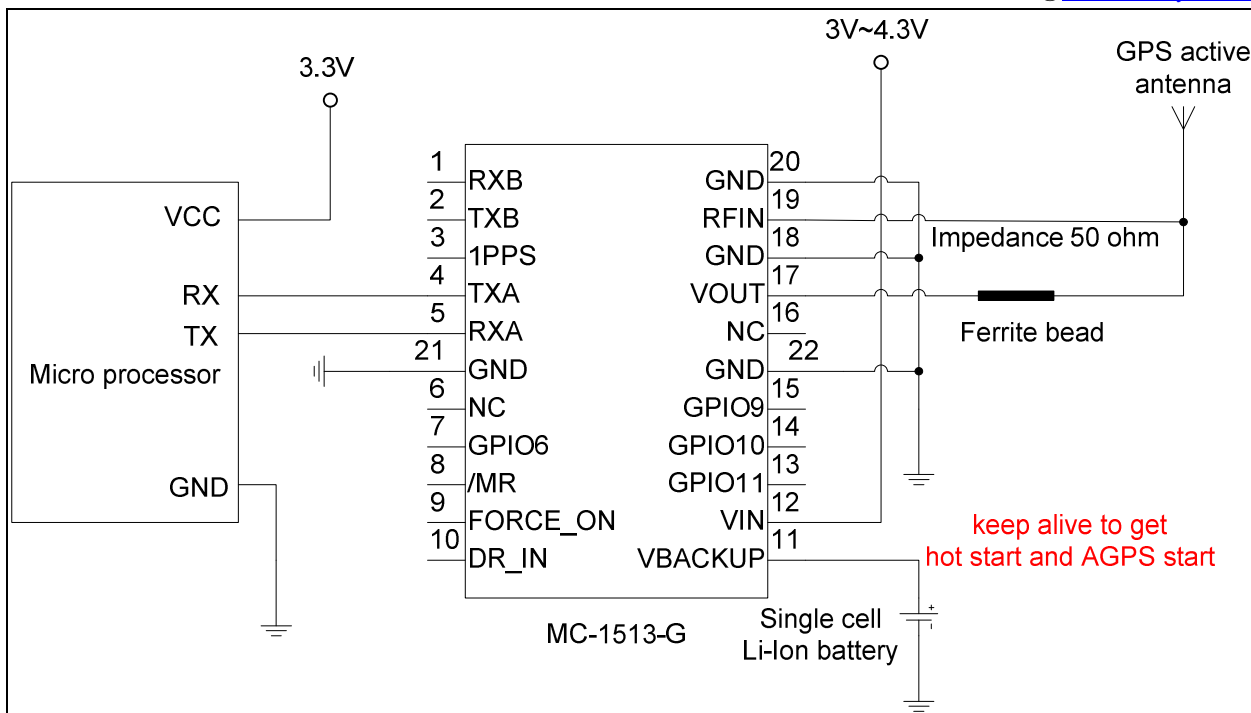 3V~4.3V
3.3V
GPS active
antenna
VCC
RX
TX
Micro processor
GND
1
RXB
2
TXB
3
1PPS
4
TXA
5
RXA
21
GND
6
NC
7
GPIO6
8
/MR
9
FORCE_ON
10
DR_IN
20
GND
19
RFIN
18
GND
17
VOUT
16
NC
22
GND
15
GPIO9
14
GPIO10
13
GPIO11
12
VIN
11
VBACKUP
MC-1513-G
Impedance 50 ohm
Ferrite bead
keep alive to get
hot start and AGPS start
Single cell
Li-Ion battery
+
-